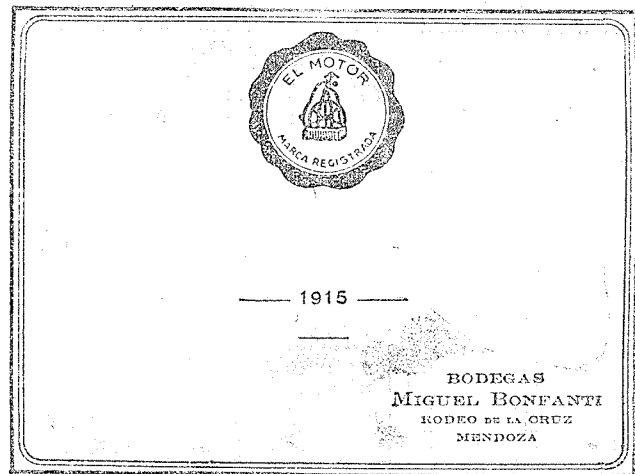 EL MOTOR
MARCA REGISTRADA
1915
BODEGAS
MIGUEL BONFANTI
RODEO DE LA CRUZ
MENDOZA